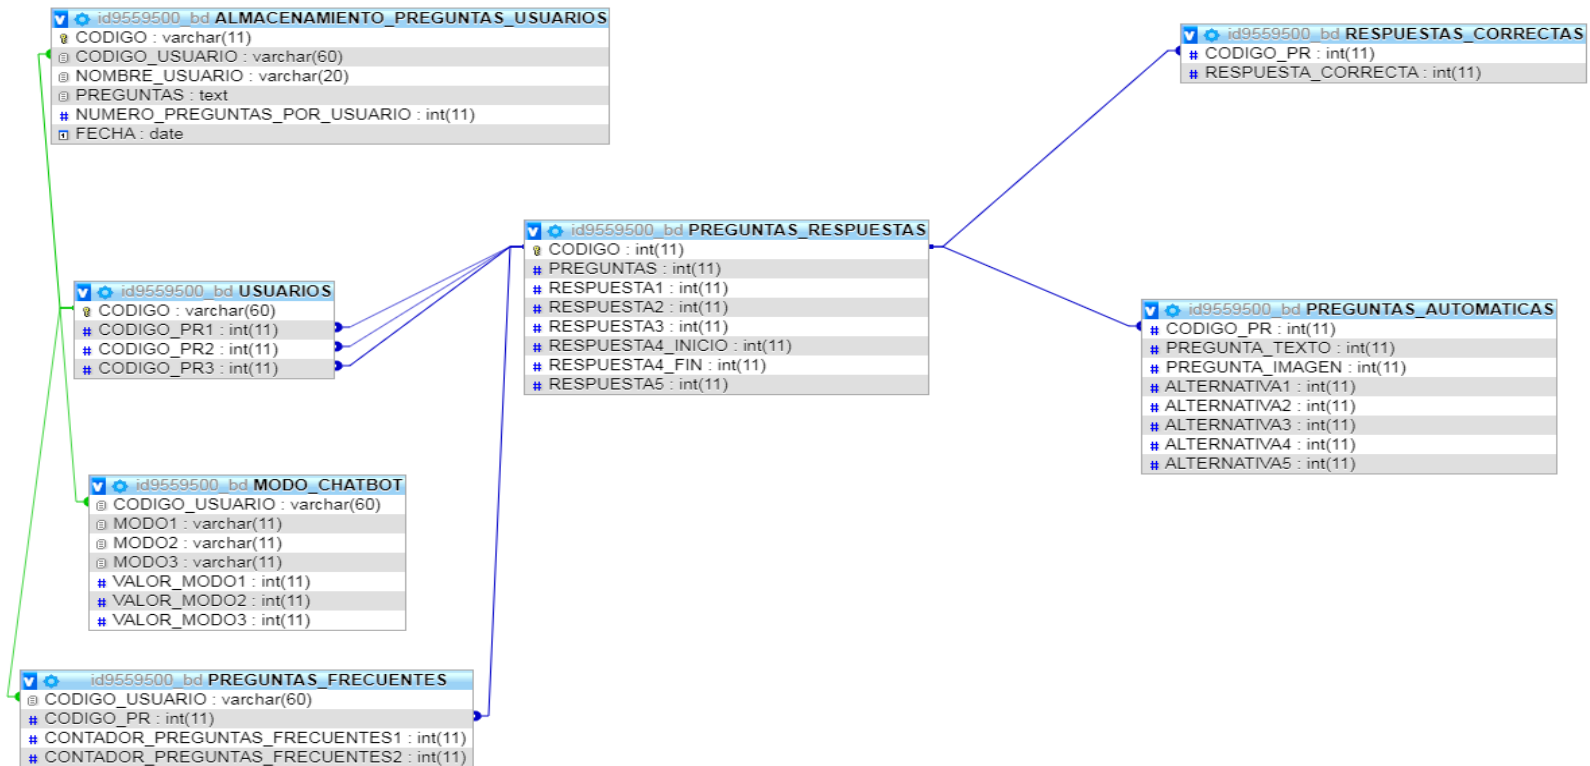 id9559500_bd ALMACENAMIENTO_PREGUNTAS_USUARIOS
CODIGO : varchar(11)
CODIGO_USUARIO : varchar(60)
NOMBRE_USUARIO : varchar(20)
PREGUNTAS : text
# NUMERO_PREGUNTAS_POR_USUARIO : int(11)
FECHA : date
id9559500_bd RESPUESTAS_CORRECTAS
# CODIGO_PR : int(11)
# RESPUESTA_CORRECTA : int(11)
id9559500_bd PREGUNTAS_RESPUESTAS
CODIGO : int(11)
# PREGUNTAS : int(11)
# RESPUESTA1 : int(11)
# RESPUESTA2 : int(11)
# RESPUESTA3 : int(11)
# RESPUESTA4_INICIO : int(11)
# RESPUESTA4_FIN : int(11)
# RESPUESTA5 : int(11)
id9559500_bd USUARIOS
CODIGO : varchar(60)
# CODIGO_PR1 : int(11)
# CODIGO_PR2 : int(11)
# CODIGO_PR3 : int(11)
id9559500_bd PREGUNTAS_AUTOMATICAS
# CODIGO_PR : int(11)
# PREGUNTA_TEXTO : int(11)
# PREGUNTA_IMAGEN : int(11)
# ALTERNATIVA1 : int(11)
# ALTERNATIVA2 : int(11)
# ALTERNATIVA3 : int(11)
# ALTERNATIVA4 : int(11)
# ALTERNATIVA5 : int(11)
id9559500_bd MODO_CHATBOT
CODIGO_USUARIO : varchar(60)
MODO1 : varchar(11)
MODO2 : varchar(11)
MODO3 : varchar(11)
# VALOR_MODO1 : int(11)
# VALOR_MODO2 : int(11)
# VALOR_MODO3 : int(11)
id9559500_bd PREGUNTAS_FRECUENTES
CODIGO_USUARIO : varchar(60)
# CODIGO_PR : int(11)
# CONTADOR_PREGUNTAS_FRECUENTES1 : int(11)
# CONTADOR_PREGUNTAS_FRECUENTES2 : int(11)